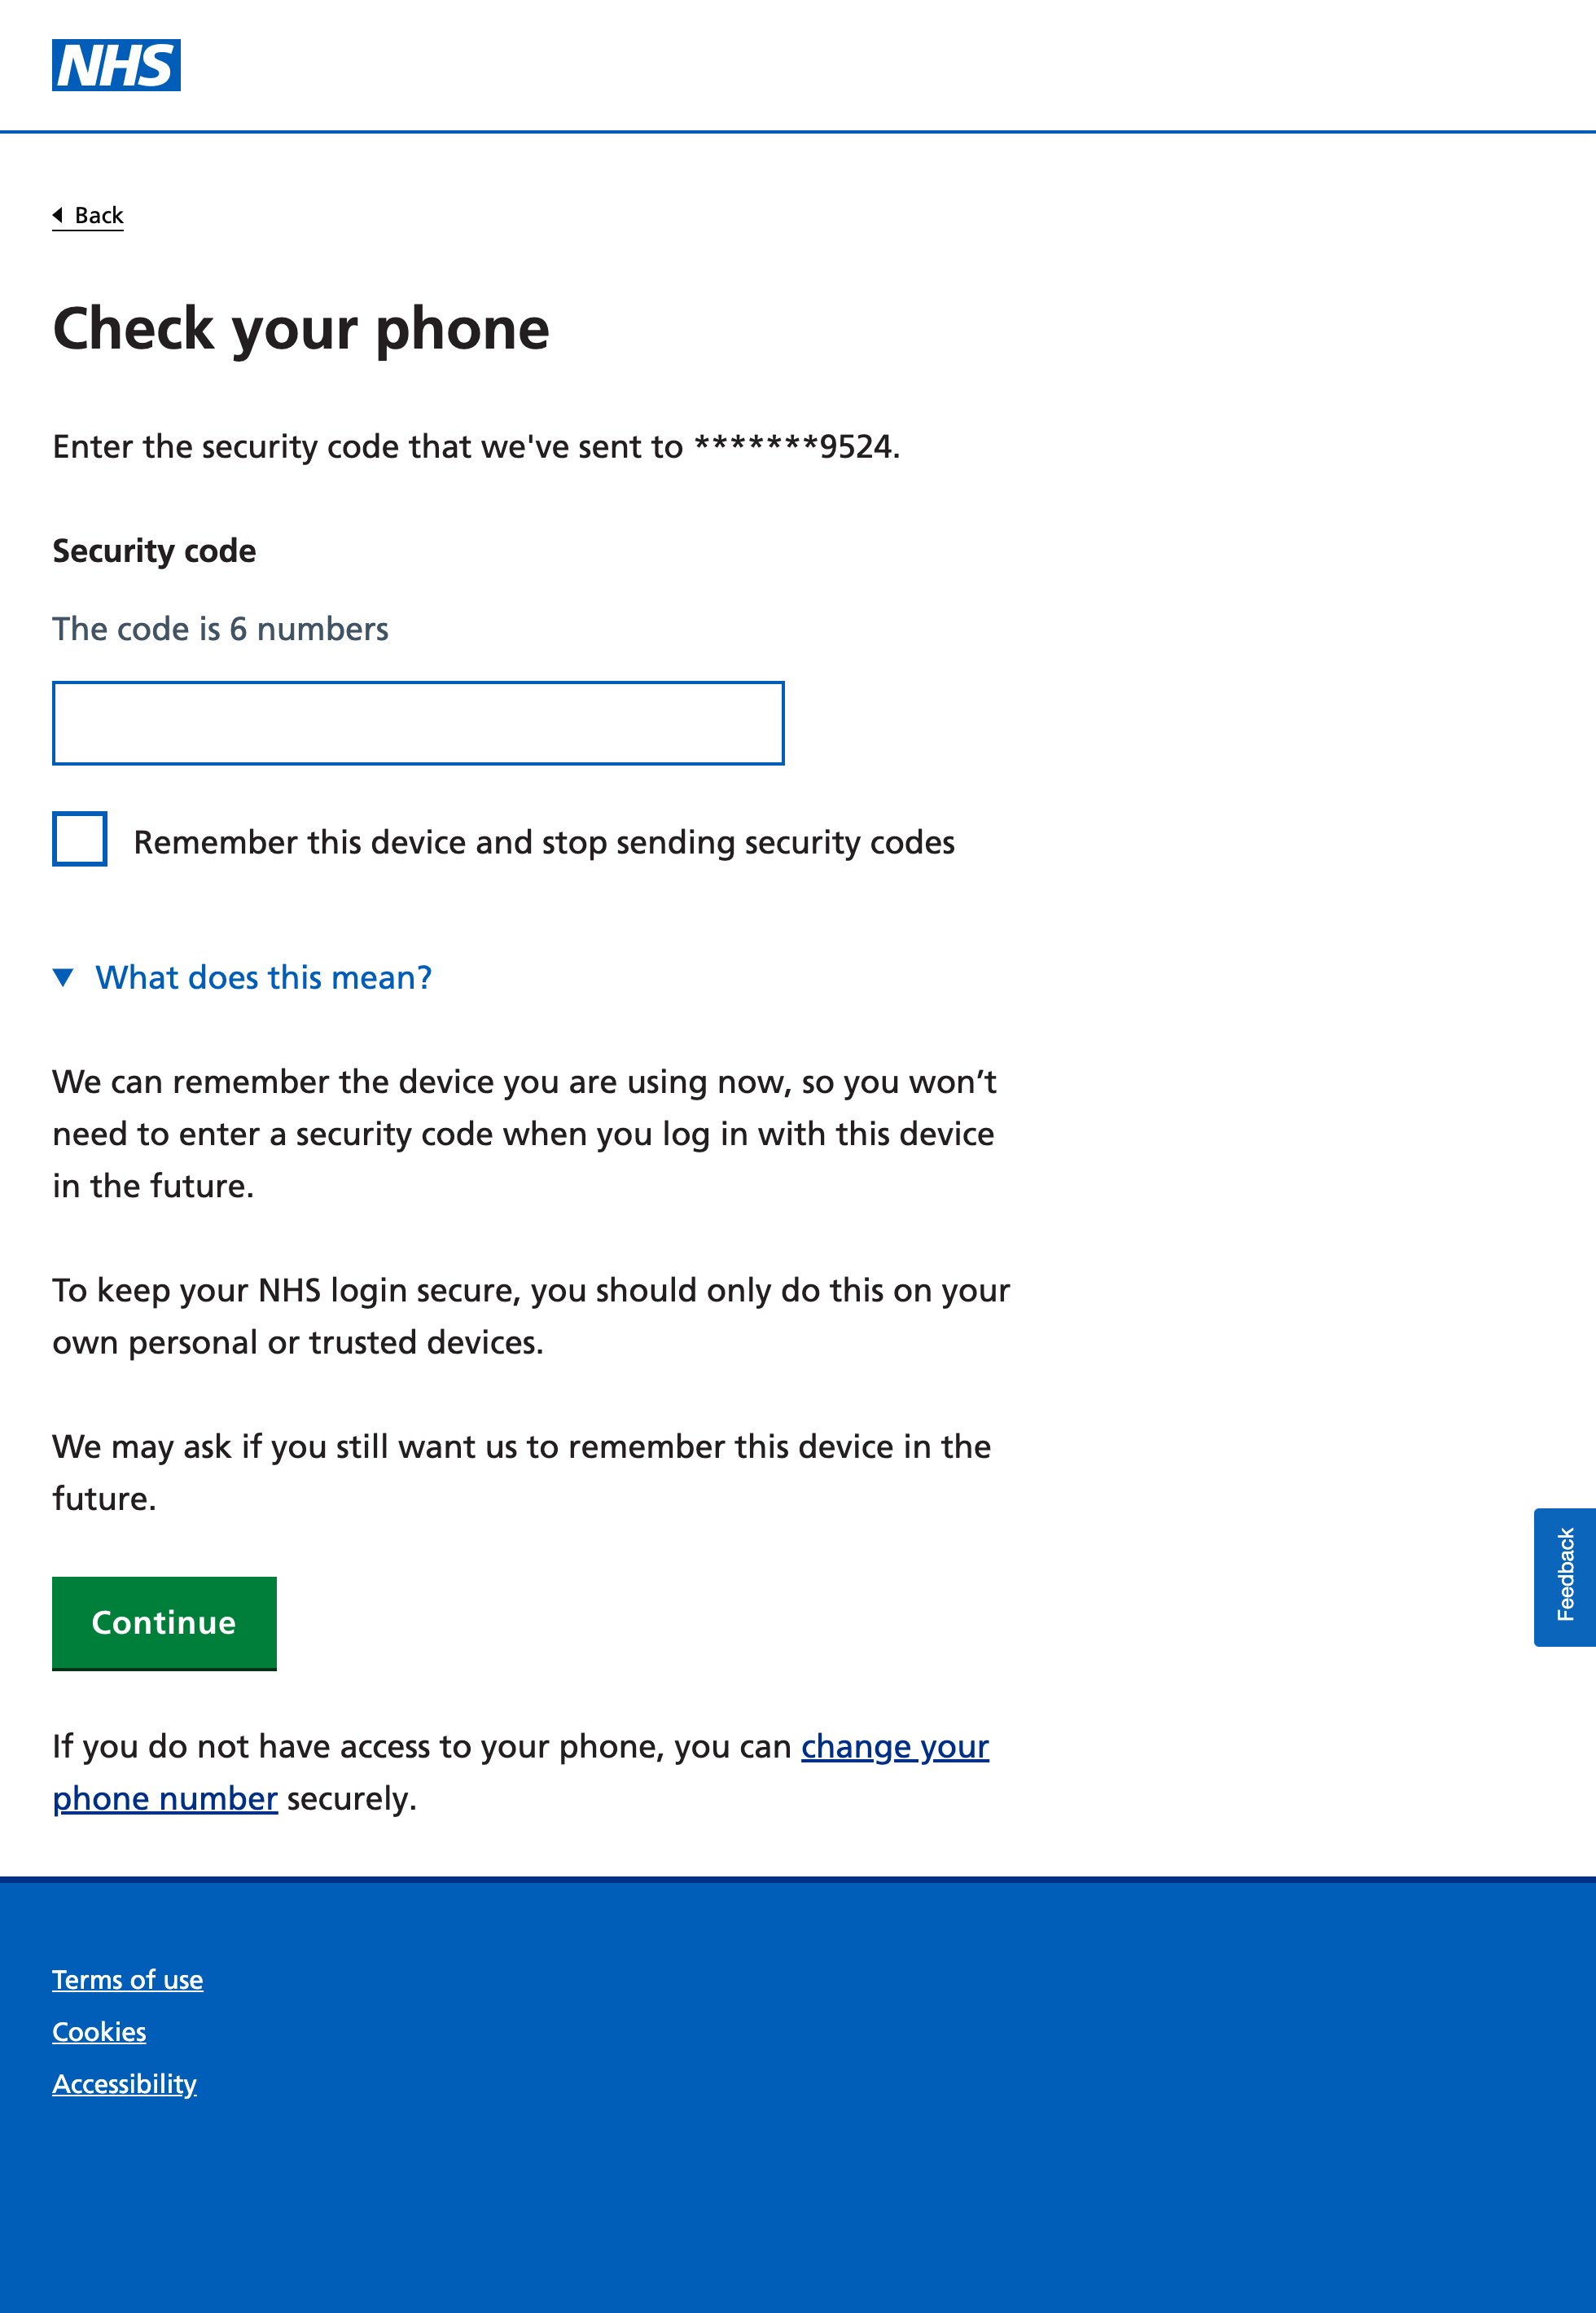 NHS
Back
Check your phone
Enter the security code that we've sent to *******9524.
Security code
The code is 6 numbers
Remember this device and stop sending security codes
What does this mean?
We can remember the device you are using now, so you won’t
need to enter a security code when you log in with this device
in the future.
To keep your NHS login secure, you should only do this on your
own personal or trusted devices.
We may ask if you still want us to remember this device in the
future.
Feedback
Continue
If you do not have access to your phone, you can change your
phone number securely.
Terms of use
Cookies
Accessibility